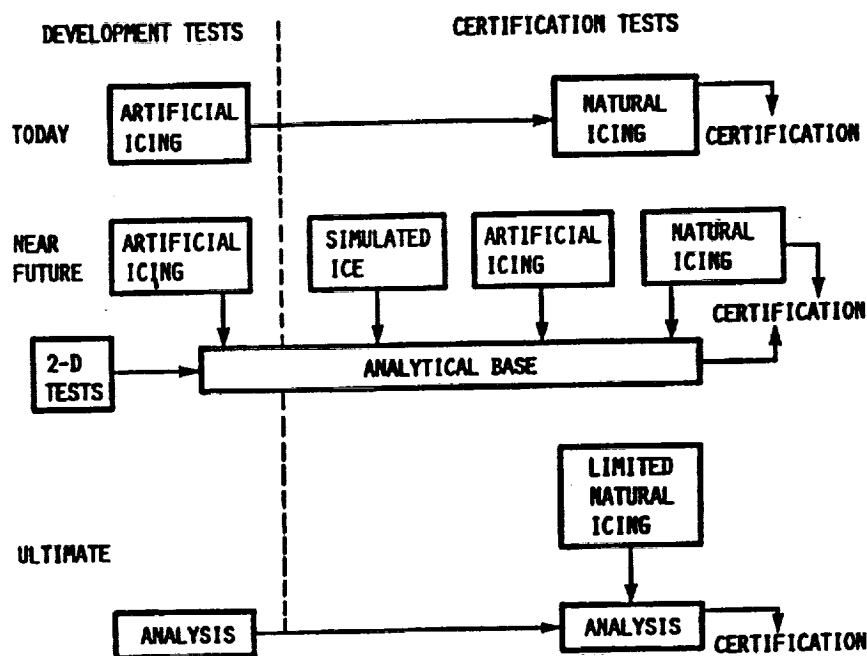 DEVELOPMENT TESTS
CERTIFICATION TESTS
TODAY
ARTIFICIAL
ICING
NATURAL
ICING
CERTIFICATION
NEAR
FUTURE
ARTIFICIAL
ICING
SIMULATED
ICE
ARTIFICIAL
ICING
NATURAL
ICING
CERTIFICATION
2-D
TESTS
ANALYTICAL BASE
ULTIMATE
LIMITED
NATURAL
ICING
ANALYSIS
ANALYSIS
CERTIFICATION